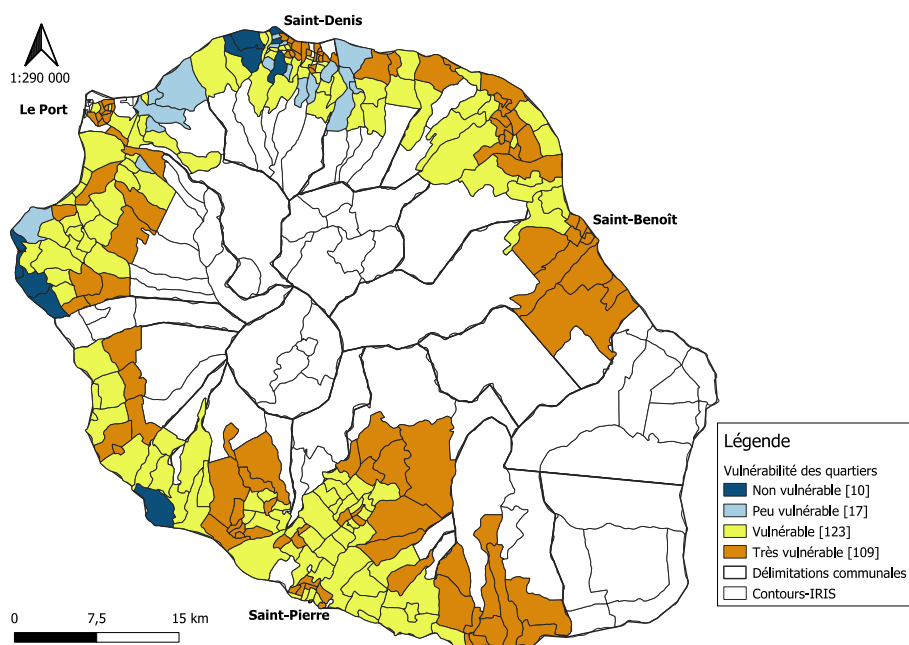 Saint-Denis
1:290 000
Le Port
Saint-Benoît
Légende
Vulnérabilité des quartiers
Non vulnérable [10]
Peu vulnérable [17]
Vulnérable [123]
Très vulnérable [109]
Délimitations communales
Contours-IRIS
Saint-Pierre
0 7,5 15 km